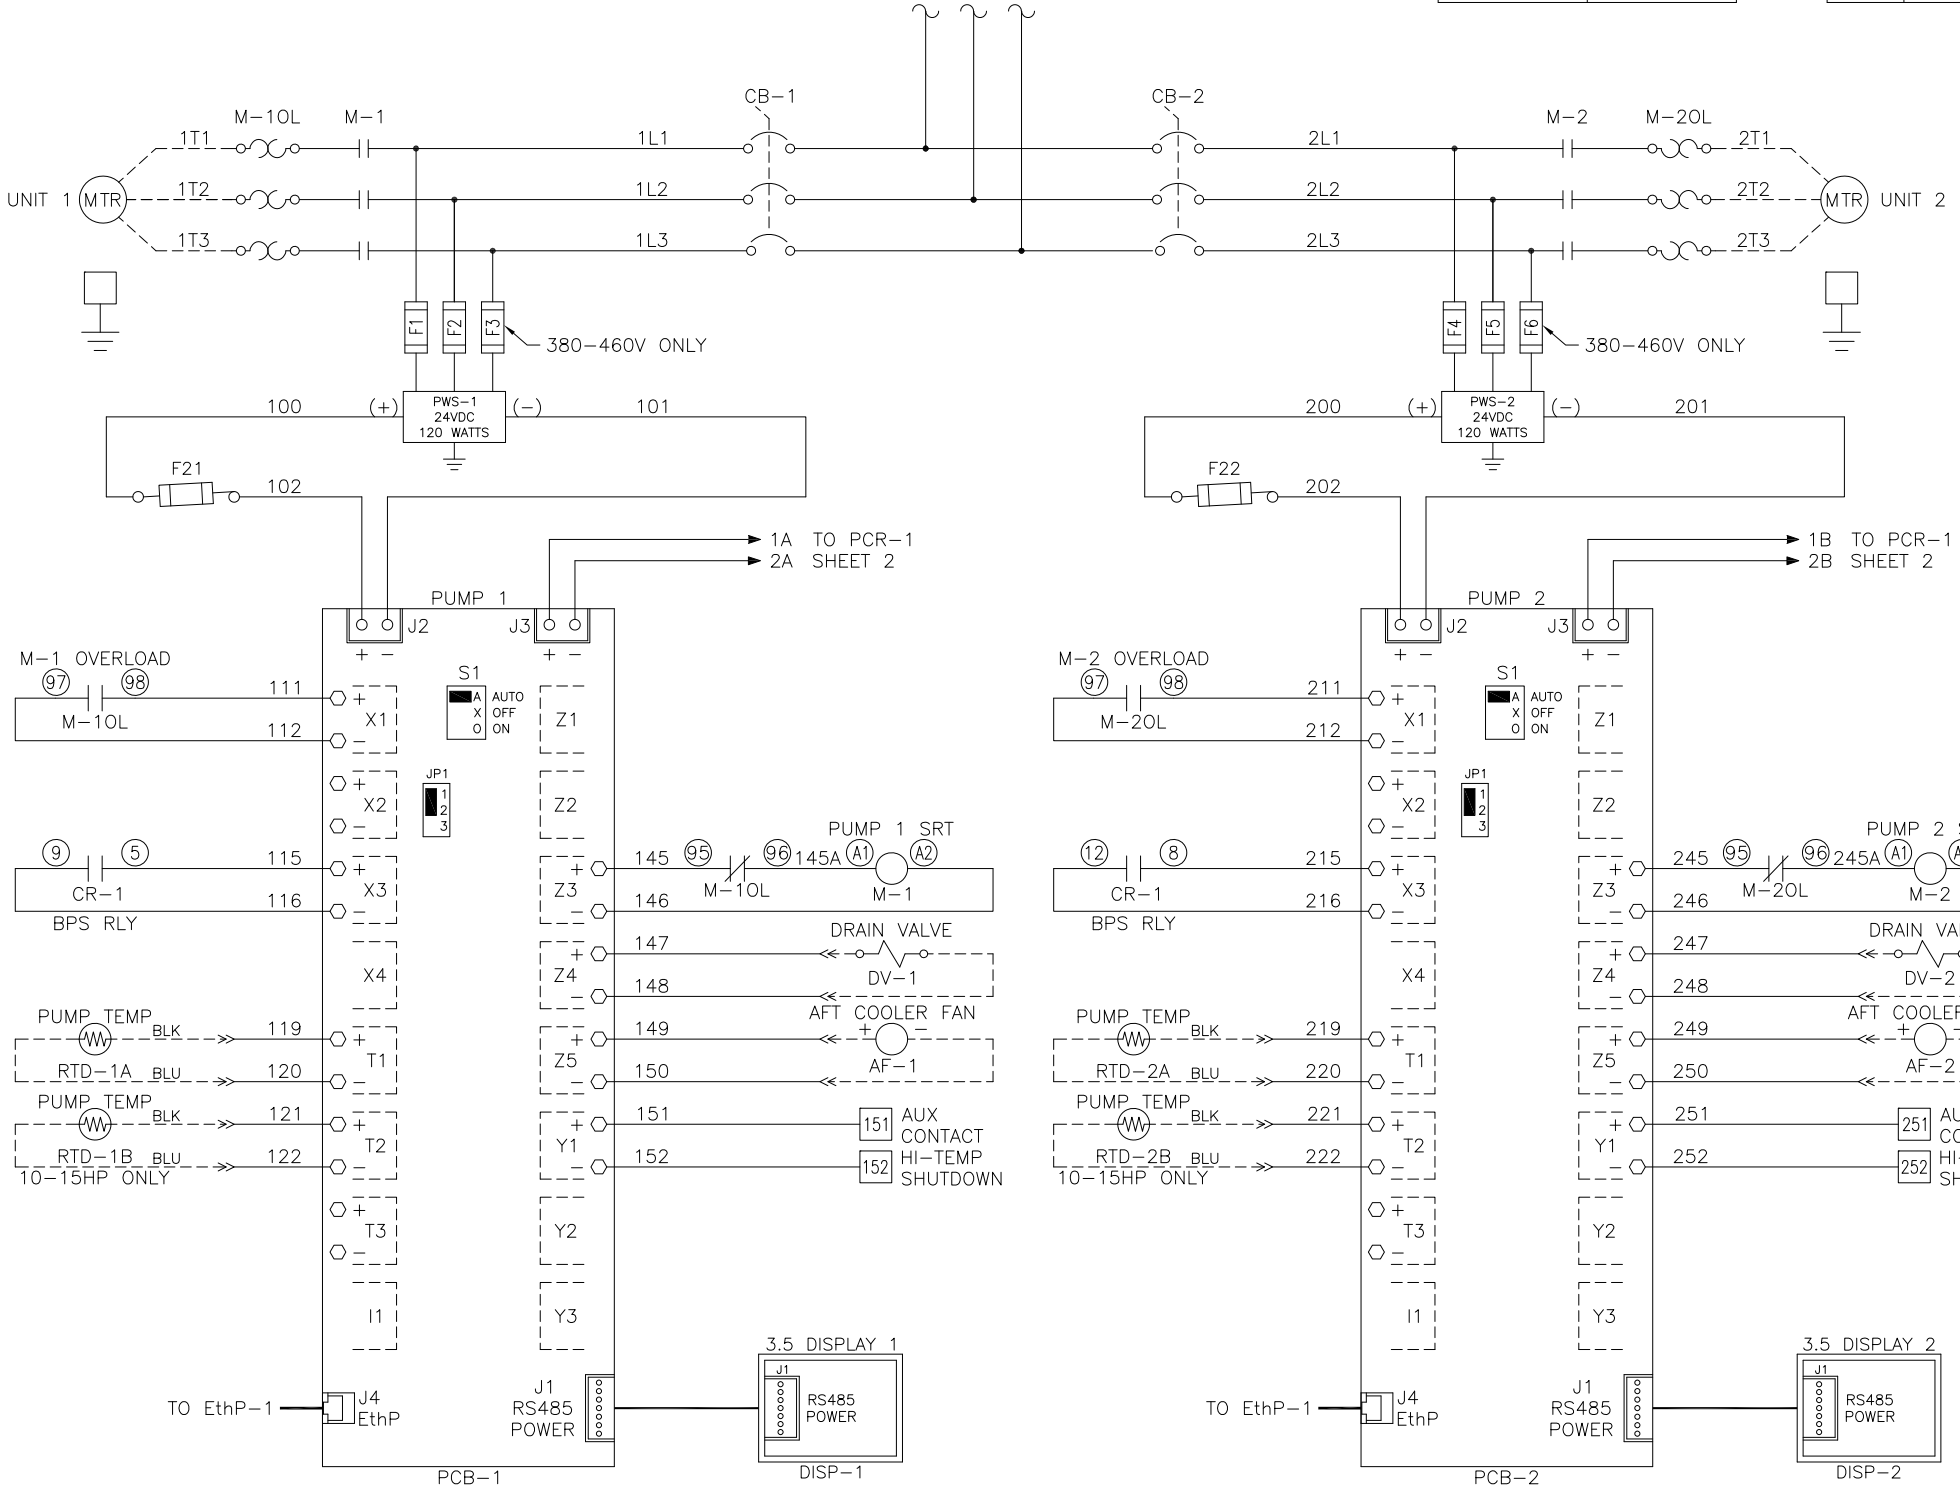 CB-1
CB-2
M-1OL
M-1
M-2
M-2OL
1T1
1L1
2L1
2T1
UNIT 1
MTR
1T2
1L2
2L2
2T2
MTR
UNIT 2
1T3
1L3
2L3
2T3
F1
F2
F3
380-460V ONLY
F4
F5
F6
380-460V ONLY
100
(+)
PWS-1
24VDC
120 WATTS
(-)
101
200
(+)
PWS-2
24VDC
120 WATTS
(-)
201
F21
102
F22
202
1A TO PCR-1
2A SHEET 2
1B TO PCR-1
2B SHEET 2
PUMP 1
J2
J3
+ -
+ -
M-1 OVERLOAD
97
98
111
M-1OL
112
+
X1
-
S1
A AUTO
X OFF
O ON
Z1
JP1
1
2
3
+
X2
-
Z2
9
5
115
CR-1
116
BPS RLY
+
X3
-
+
Z3
-
145
95
96
145A
PUMP 1 SRT
A1
A2
M-1OL
M-1
146
X4
+
Z4
-
147
DRAIN VALVE
DV-1
148
PUMP TEMP
BLK
119
RTD-1A
BLU
120
+
T1
-
+
Z5
-
149
AFT COOLER FAN
+
-
AF-1
150
PUMP TEMP
BLK
121
RTD-1B
BLU
122
10-15HP ONLY
+
T2
-
+
Y1
-
151
151
AUX
CONTACT
152
152
HI-TEMP
SHUTDOWN
+
T3
-
Y2
I1
Y3
TO EthP-1
J4
EthP
J1
RS485
POWER
3.5 DISPLAY 1
J1
RS485
POWER
DISP-1
PCB-1
PUMP 2
J2
J3
+ -
+ -
M-2 OVERLOAD
97
98
211
M-2OL
212
+
X1
-
S1
A AUTO
X OFF
O ON
Z1
JP1
1
2
3
+
X2
-
Z2
12
8
215
CR-1
216
BPS RLY
+
X3
-
+
Z3
-
245
95
96
245A
PUMP 2
A1
M-2OL
M-2
246
X4
+
Z4
-
247
DRAIN
DV-2
248
PUMP TEMP
BLK
219
RTD-2A
BLU
220
+
T1
-
+
Z5
-
249
AFT COOLER
+
AF-2
250
PUMP TEMP
BLK
221
RTD-2B
BLU
222
10-15HP ONLY
+
T2
-
+
Y1
-
251
251
252
252
+
T3
-
Y2
I1
Y3
TO EthP-1
J4
EthP
J1
RS485
POWER
3.5 DISPLAY 2
J1
RS485
POWER
DISP-2
PCB-2